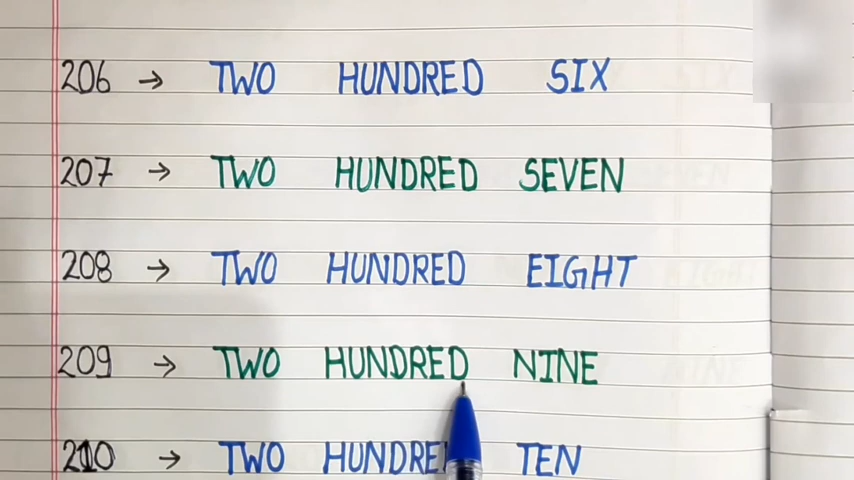 206 → TWO HUNDRED SIX
207 → TWO HUNDRED SEVEN
208 → TWO HUNDRED EIGHT
209 → TWO HUNDRED NINE
210 → TWO HUNDRED TEN